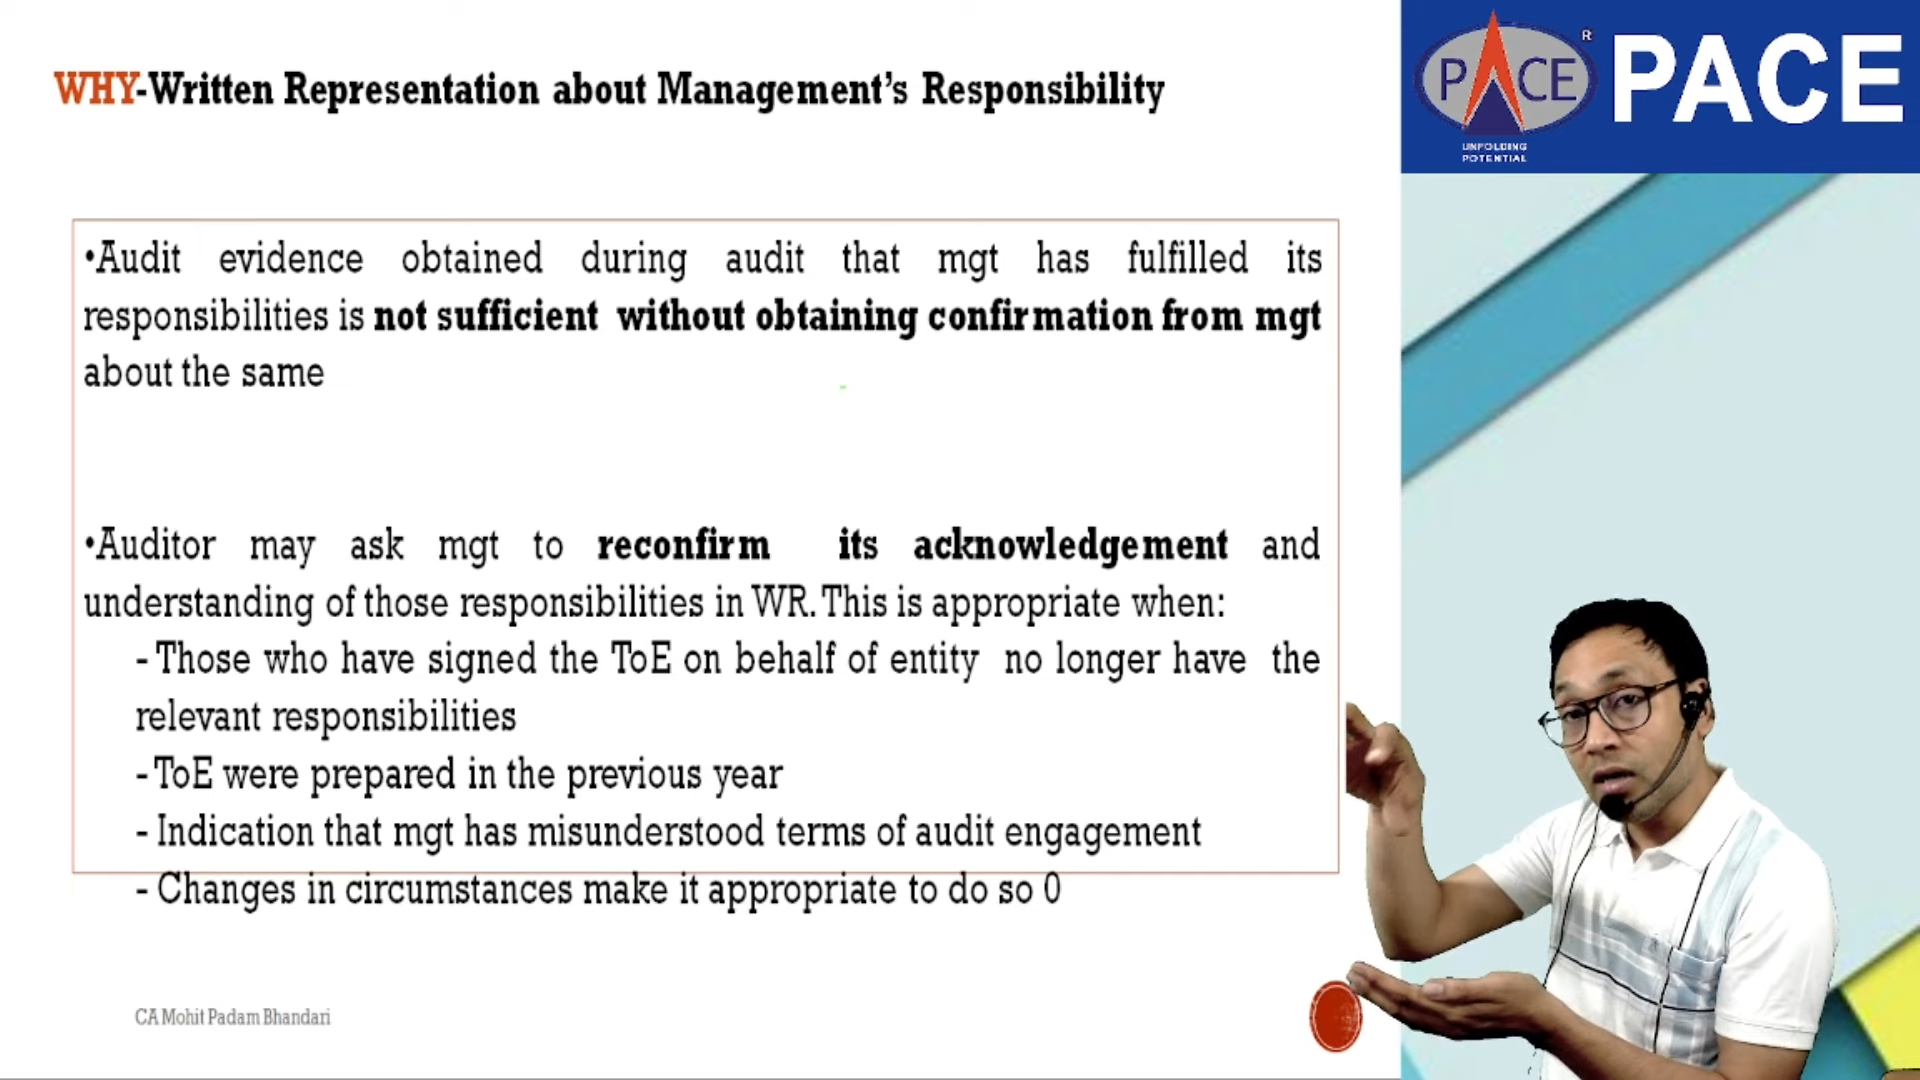 WHY-Written Representation about Management's Responsibility
•Audit evidence obtained during audit that mgt has fulfilled its
responsibilities is not sufficient without obtaining confirmation from mgt
about the same
•Auditor may ask mgt to reconfirm its acknowledgement and
understanding of those responsibilities in WR. This is appropriate when:
- Those who have signed the ToE on behalf of entity no longer have the
relevant responsibilities
- ToE were prepared in the previous year
- Indication that mgt has misunderstood terms of audit engagement
- Changes in circumstances make it appropriate to do so 0
CA Mohit Padam Bhandari
PACE
R
PACE
UNFOLDING
POTENTIAL